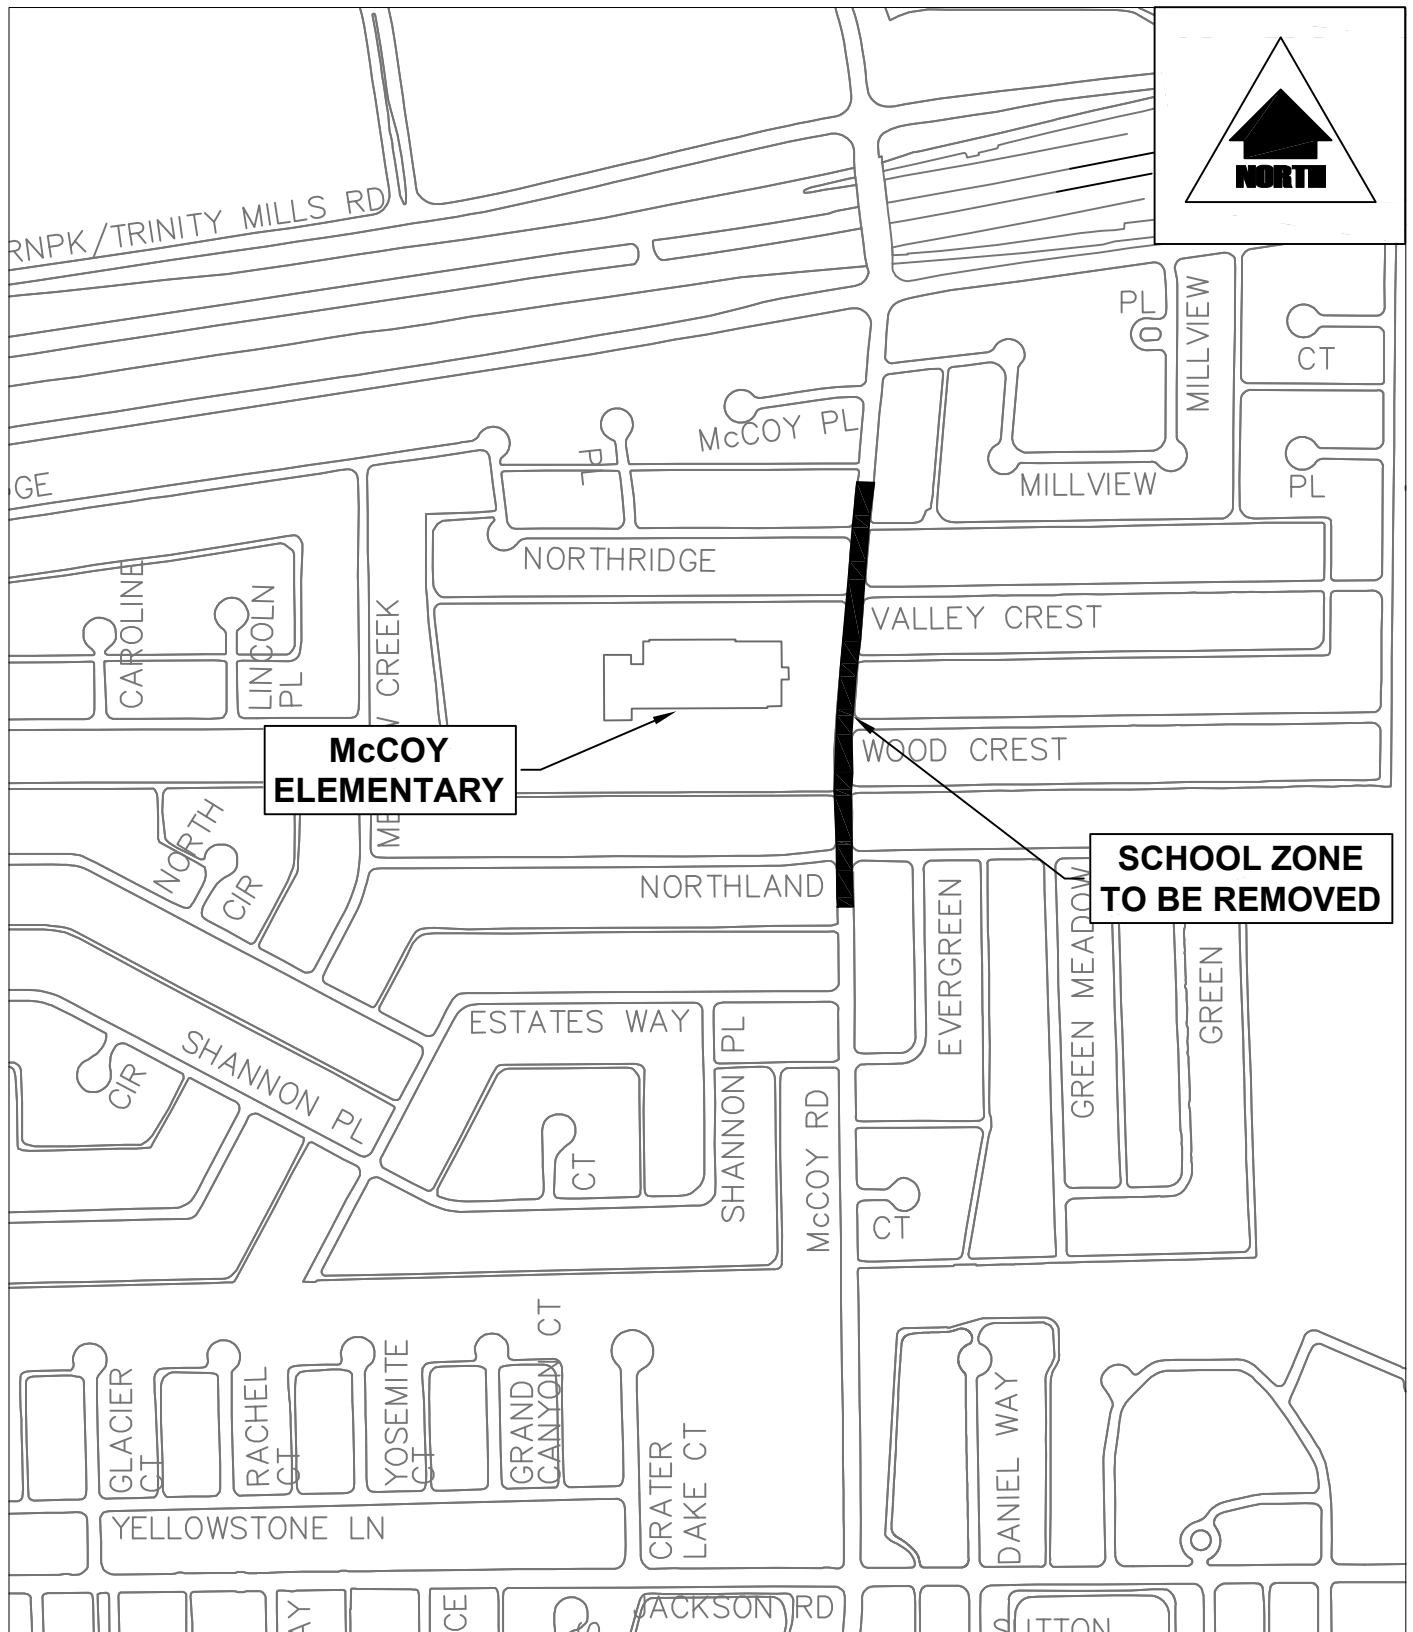 NORTH
RNPK/TRINITY MILLS RD
PL
MILLVIEW
CT
McCOY PL
PL
MILLVIEW
PL
GE
NORTHRIDGE
CAROLINE
LINCOLN
PL
CREEK
VALLEY CREST
McCOY
ELEMENTARY
WOOD CREST
NORTH
CIR
NORTHLAND
SCHOOL ZONE
TO BE REMOVED
EVERGREEN
GREEN MEADOW
GREEN
ESTATES WAY
SHANNON PL
SHANNON PL
CIR
McCOY RD
CT
CT
GLACIER
CT
RACHEL
CT
YOSEMITE
CT
GRAND
CANYON CT
CRATER
LAKE CT
DANIEL WAY
YELLOWSTONE LN
JACKSON RD
AY
CE
SUTTON